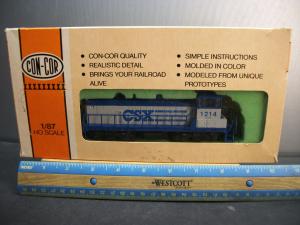 CON-COR
1/87
HO SCALE
• CON-COR QUALITY
• REALISTIC DETAIL
• BRINGS YOUR RAILROAD
ALIVE
• SIMPLE INSTRUCTIONS
• MOLDED IN COLOR
• MODELED FROM UNIQUE
PROTOTYPES
CSX
1214
WESTCOTT